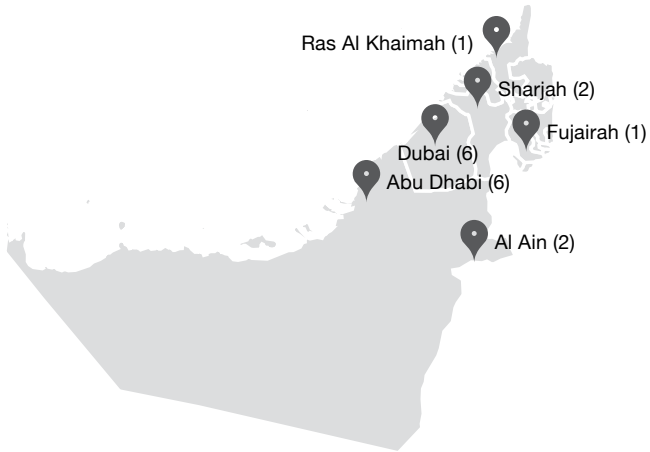 Ras Al Khaimah (1)
Sharjah (2)
Fujairah (1)
Dubai (6)
Abu Dhabi (6)
Al Ain (2)